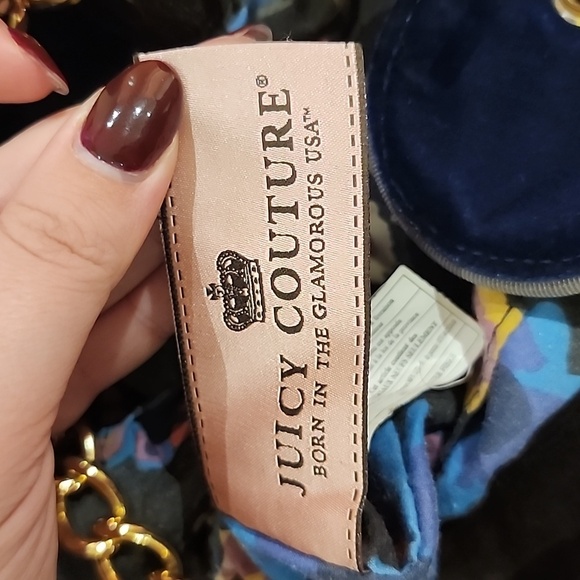 JUICY COUTURE®
BORN IN THE GLAMOROUS USA™